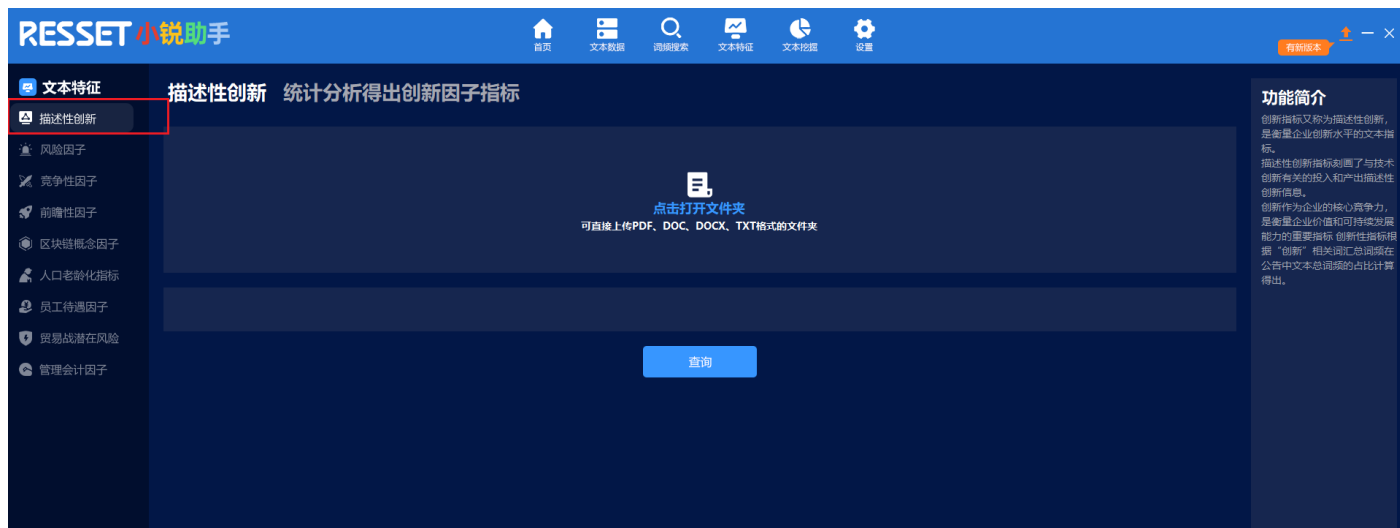 RESSET小锐助手
首页 文本数据 词频搜索 文本特征 文本挖掘 设置
有新版本
文本特征
描述性创新
风险因子
竞争性因子
前瞻性因子
区块链概念因子
人口老龄化指标
员工待遇因子
贸易战潜在风险
管理会计因子
描述性创新 统计分析得出创新因子指标
点击打开文件夹
可直接上传PDF、DOC、DOCX、TXT格式的文件夹
查询
功能简介
创新指标又称为描述性创新，
是衡量企业创新水平的文本指
标。
描述性创新指标刻画了与技术
创新有关的投入和产出描述性
创新信息。
创新作为企业的核心竞争力，
是衡量企业价值和可持续发展
能力的重要指标 创新性指标根
据“创新”相关词汇总词频在
公告中文本总词频的占比计算
得出。